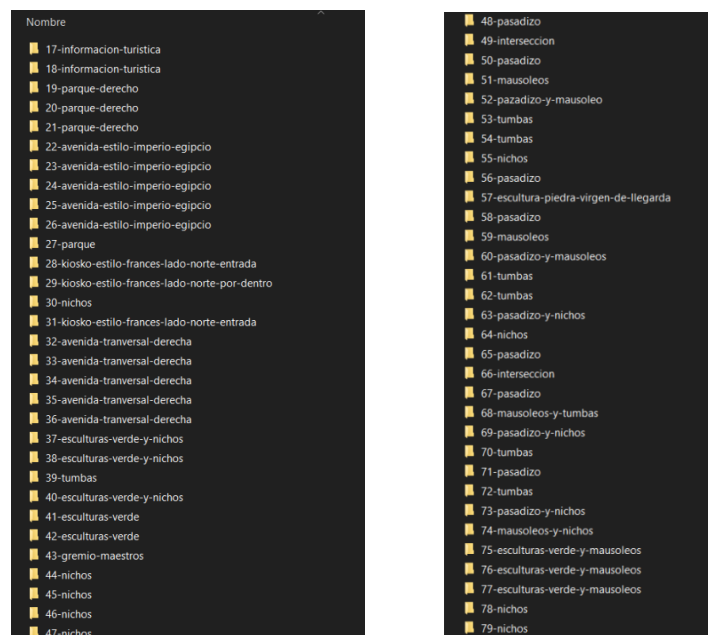 Nombre
17-informacion-turistica
18-informacion-turistica
19-parque-derecho
20-parque-derecho
21-parque-derecho
22-avenida-estilo-imperio-egipcio
23-avenida-estilo-imperio-egipcio
24-avenida-estilo-imperio-egipcio
25-avenida-estilo-imperio-egipcio
26-avenida-estilo-imperio-egipcio
27-parque
28-kiosko-estilo-frances-lado-norte-entrada
29-kiosko-estilo-frances-lado-norte-por-dentro
30-nichos
31-kiosko-estilo-frances-lado-norte-entrada
32-avenida-tranversal-derecha
33-avenida-tranversal-derecha
34-avenida-tranversal-derecha
35-avenida-tranversal-derecha
36-avenida-tranversal-derecha
37-esculturas-verde-y-nichos
38-esculturas-verde-y-nichos
39-tumbas
40-esculturas-verde-y-nichos
41-esculturas-verde
42-esculturas-verde
43-gremio-maestros
44-nichos
45-nichos
46-nichos
47-nichos
48-pasadizo
49-interseccion
50-pasadizo
51-mausoleos
52-pazadizo-y-mausoleo
53-tumbas
54-tumbas
55-nichos
56-pasadizo
57-escultura-piedra-virgen-de-llegarda
58-pasadizo
59-mausoleos
60-pasadizo-y-mausoleos
61-tumbas
62-tumbas
63-pasadizo-y-nichos
64-nichos
65-pasadizo
66-interseccion
67-pasadizo
68-mausoleos-y-tumbas
69-pasadizo-y-nichos
70-tumbas
71-pasadizo
72-tumbas
73-pasadizo-y-nichos
74-mausoleos-y-nichos
75-esculturas-verde-y-mausoleos
76-esculturas-verde-y-mausoleos
77-esculturas-verde-y-mausoleos
78-nichos
79-nichos